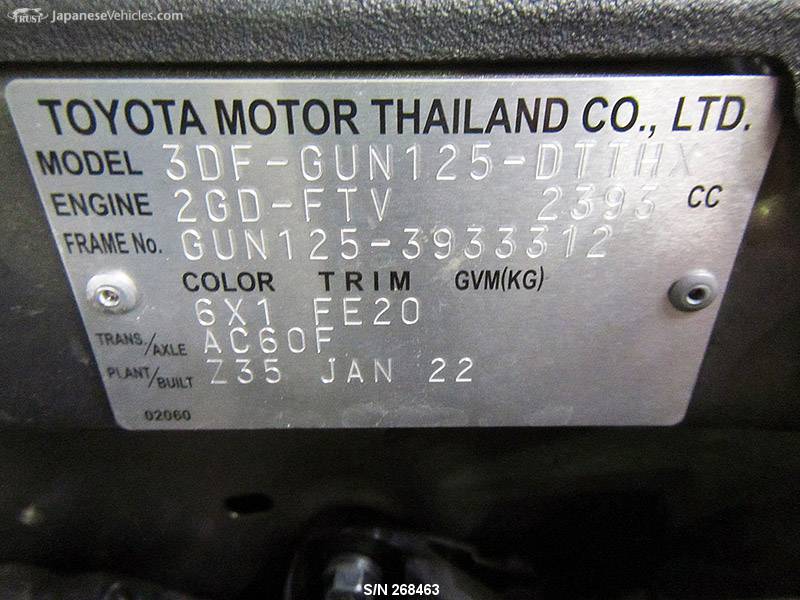 TRUST JapaneseVehicles.com
TOYOTA MOTOR THAILAND CO., LTD.
MODEL 3DF-GUN125-DTTHX
ENGINE 2GD-FTV 2393 CC
FRAME No. GUN125-3933312
COLOR TRIM GVM(KG)
6X1 FE20
TRANS./AXLE AC60F
PLANT/BUILT Z35 JAN 22
02060
S/N 268463